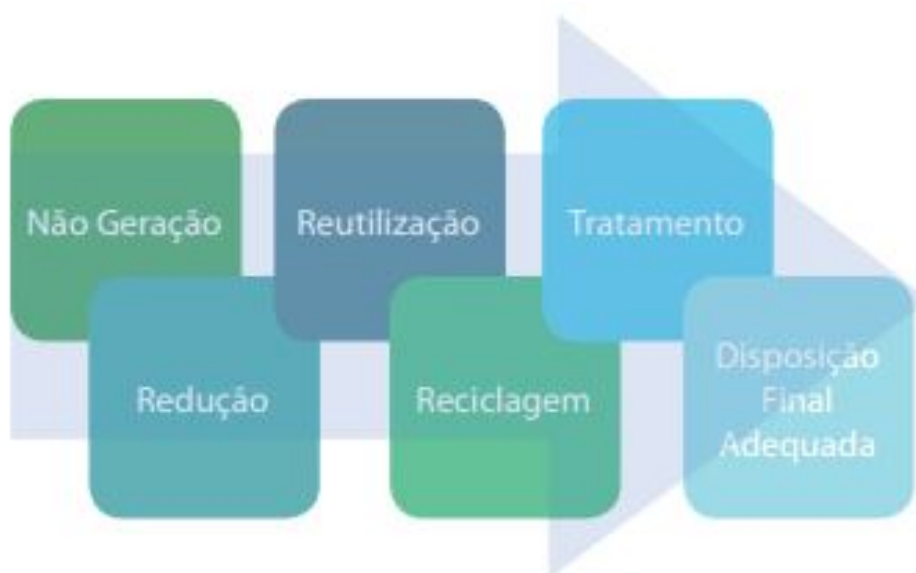 Não Geração
Redução
Reutilização
Reciclagem
Tratamento
Disposição
Final
Adequada